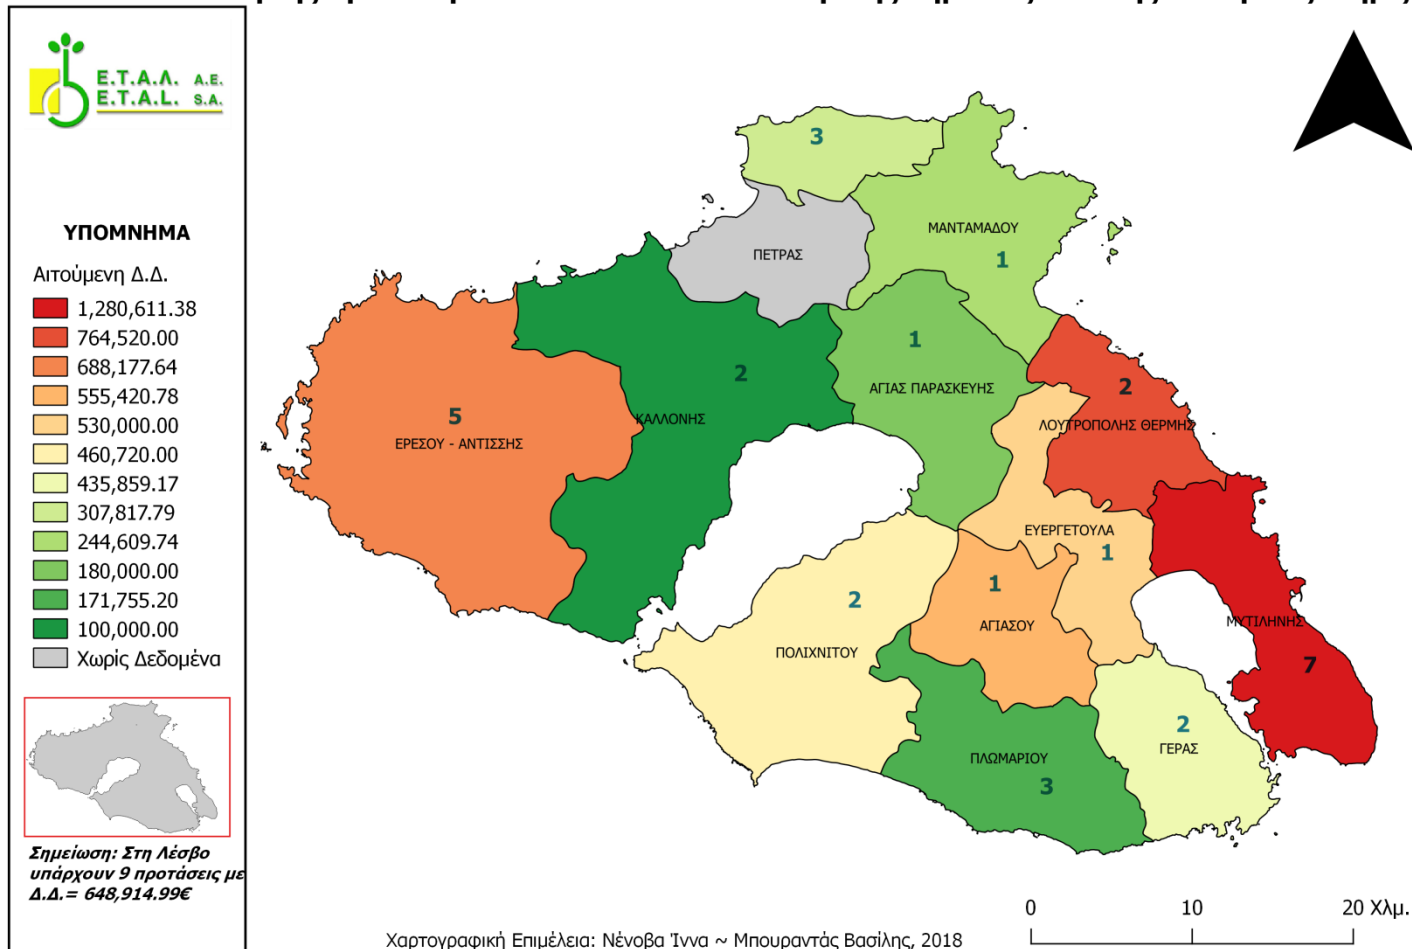 Ε.Τ.Α.Λ. Α.Ε.
E.T.A.L. S.A.
ΥΠΟΜΝΗΜΑ
Αιτούμενη Δ.Δ.
1,280,611.38
764,520.00
688,177.64
555,420.78
530,000.00
460,720.00
435,859.17
307,817.79
244,609.74
180,000.00
171,755.20
100,000.00
Χωρίς Δεδομένα
Σημείωση: Στη Λέσβο
υπάρχουν 9 προτάσεις με
Δ.Δ.= 648,914.99€
3
ΜΑΝΤΑΜΑΔΟΥ
1
ΠΕΤΡΑΣ
1
ΑΓΙΑΣ ΠΑΡΑΣΚΕΥΗΣ
2
ΚΑΛΛΟΝΗΣ
2
ΛΟΥΤΡΟΠΟΛΗΣ ΘΕΡΜΗΣ
5
ΕΡΕΣΟΥ - ΑΝΤΙΣΣΗΣ
ΕΥΕΡΓΕΤΟΥΛΑ
1
1
ΑΓΙΑΣΟΥ
2
ΠΟΛΙΧΝΙΤΟΥ
ΜΥΤΙΛΗΝΗΣ
7
2
ΓΕΡΑΣ
ΠΛΩΜΑΡΙΟΥ
3
0 10 20 Χλμ.
Χαρτογραφική Επιμέλεια: Νένοβα Ίννα ~ Μπουραντάς Βασίλης, 2018